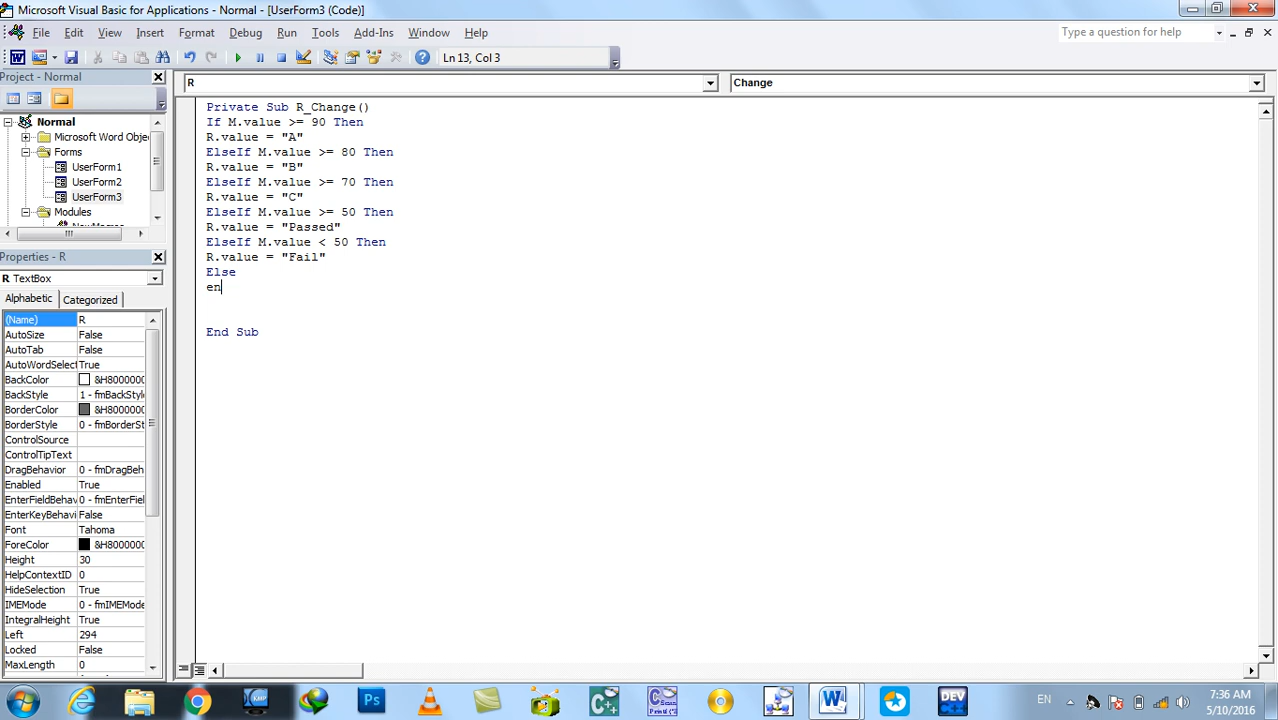 Microsoft Visual Basic for Applications - Normal - [UserForm3 (Code)]
File Edit View Insert Format Debug Run Tools Add-Ins Window Help
Type a question for help
Ln 13, Col 3
Project - Normal
R
Change
Normal
Microsoft Word Obje
Forms
UserForm1
UserForm2
UserForm3
Modules
Private Sub R_Change()
If M.value >= 90 Then
R.value = "A"
ElseIf M.value >= 80 Then
R.value = "B"
ElseIf M.value >= 70 Then
R.value = "C"
ElseIf M.value >= 50 Then
R.value = "Passed"
ElseIf M.value < 50 Then
R.value = "Fail"
Else
en
End Sub
Properties - R
R TextBox
Alphabetic Categorized
(Name) R
AutoSize False
AutoTab False
AutoWordSelect True
BackColor &H8000000
BackStyle 1 - fmBackStyl
BorderColor &H8000000
BorderStyle 0 - fmBorderSt
ControlSource
ControlTipText
DragBehavior 0 - fmDragBeh
Enabled True
EnterFieldBehav 0 - fmEnterFiel
EnterKeyBehavi False
Font Tahoma
ForeColor &H8000000
Height 30
HelpContextID 0
HideSelection True
IMEMode 0 - fmIMEMode
IntegralHeight True
Left 294
Locked False
MaxLength 0
EN
7:36 AM
5/10/2016